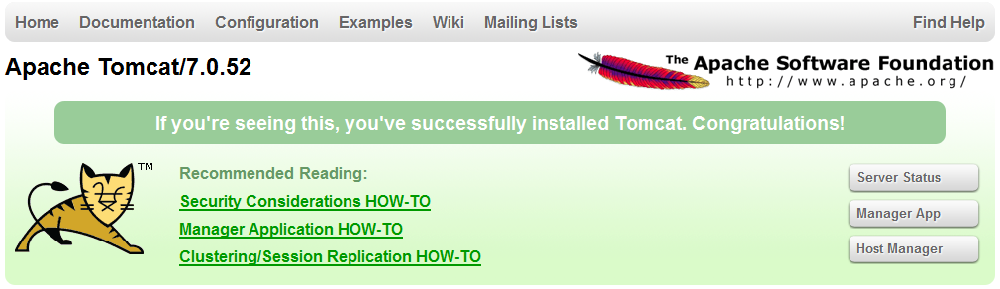 Home Documentation Configuration Examples Wiki Mailing Lists Find Help
Apache Tomcat/7.0.52
The Apache Software Foundation
http://www.apache.org/
If you're seeing this, you've successfully installed Tomcat. Congratulations!
TM
Recommended Reading:
Security Considerations HOW-TO
Manager Application HOW-TO
Clustering/Session Replication HOW-TO
Server Status
Manager App
Host Manager